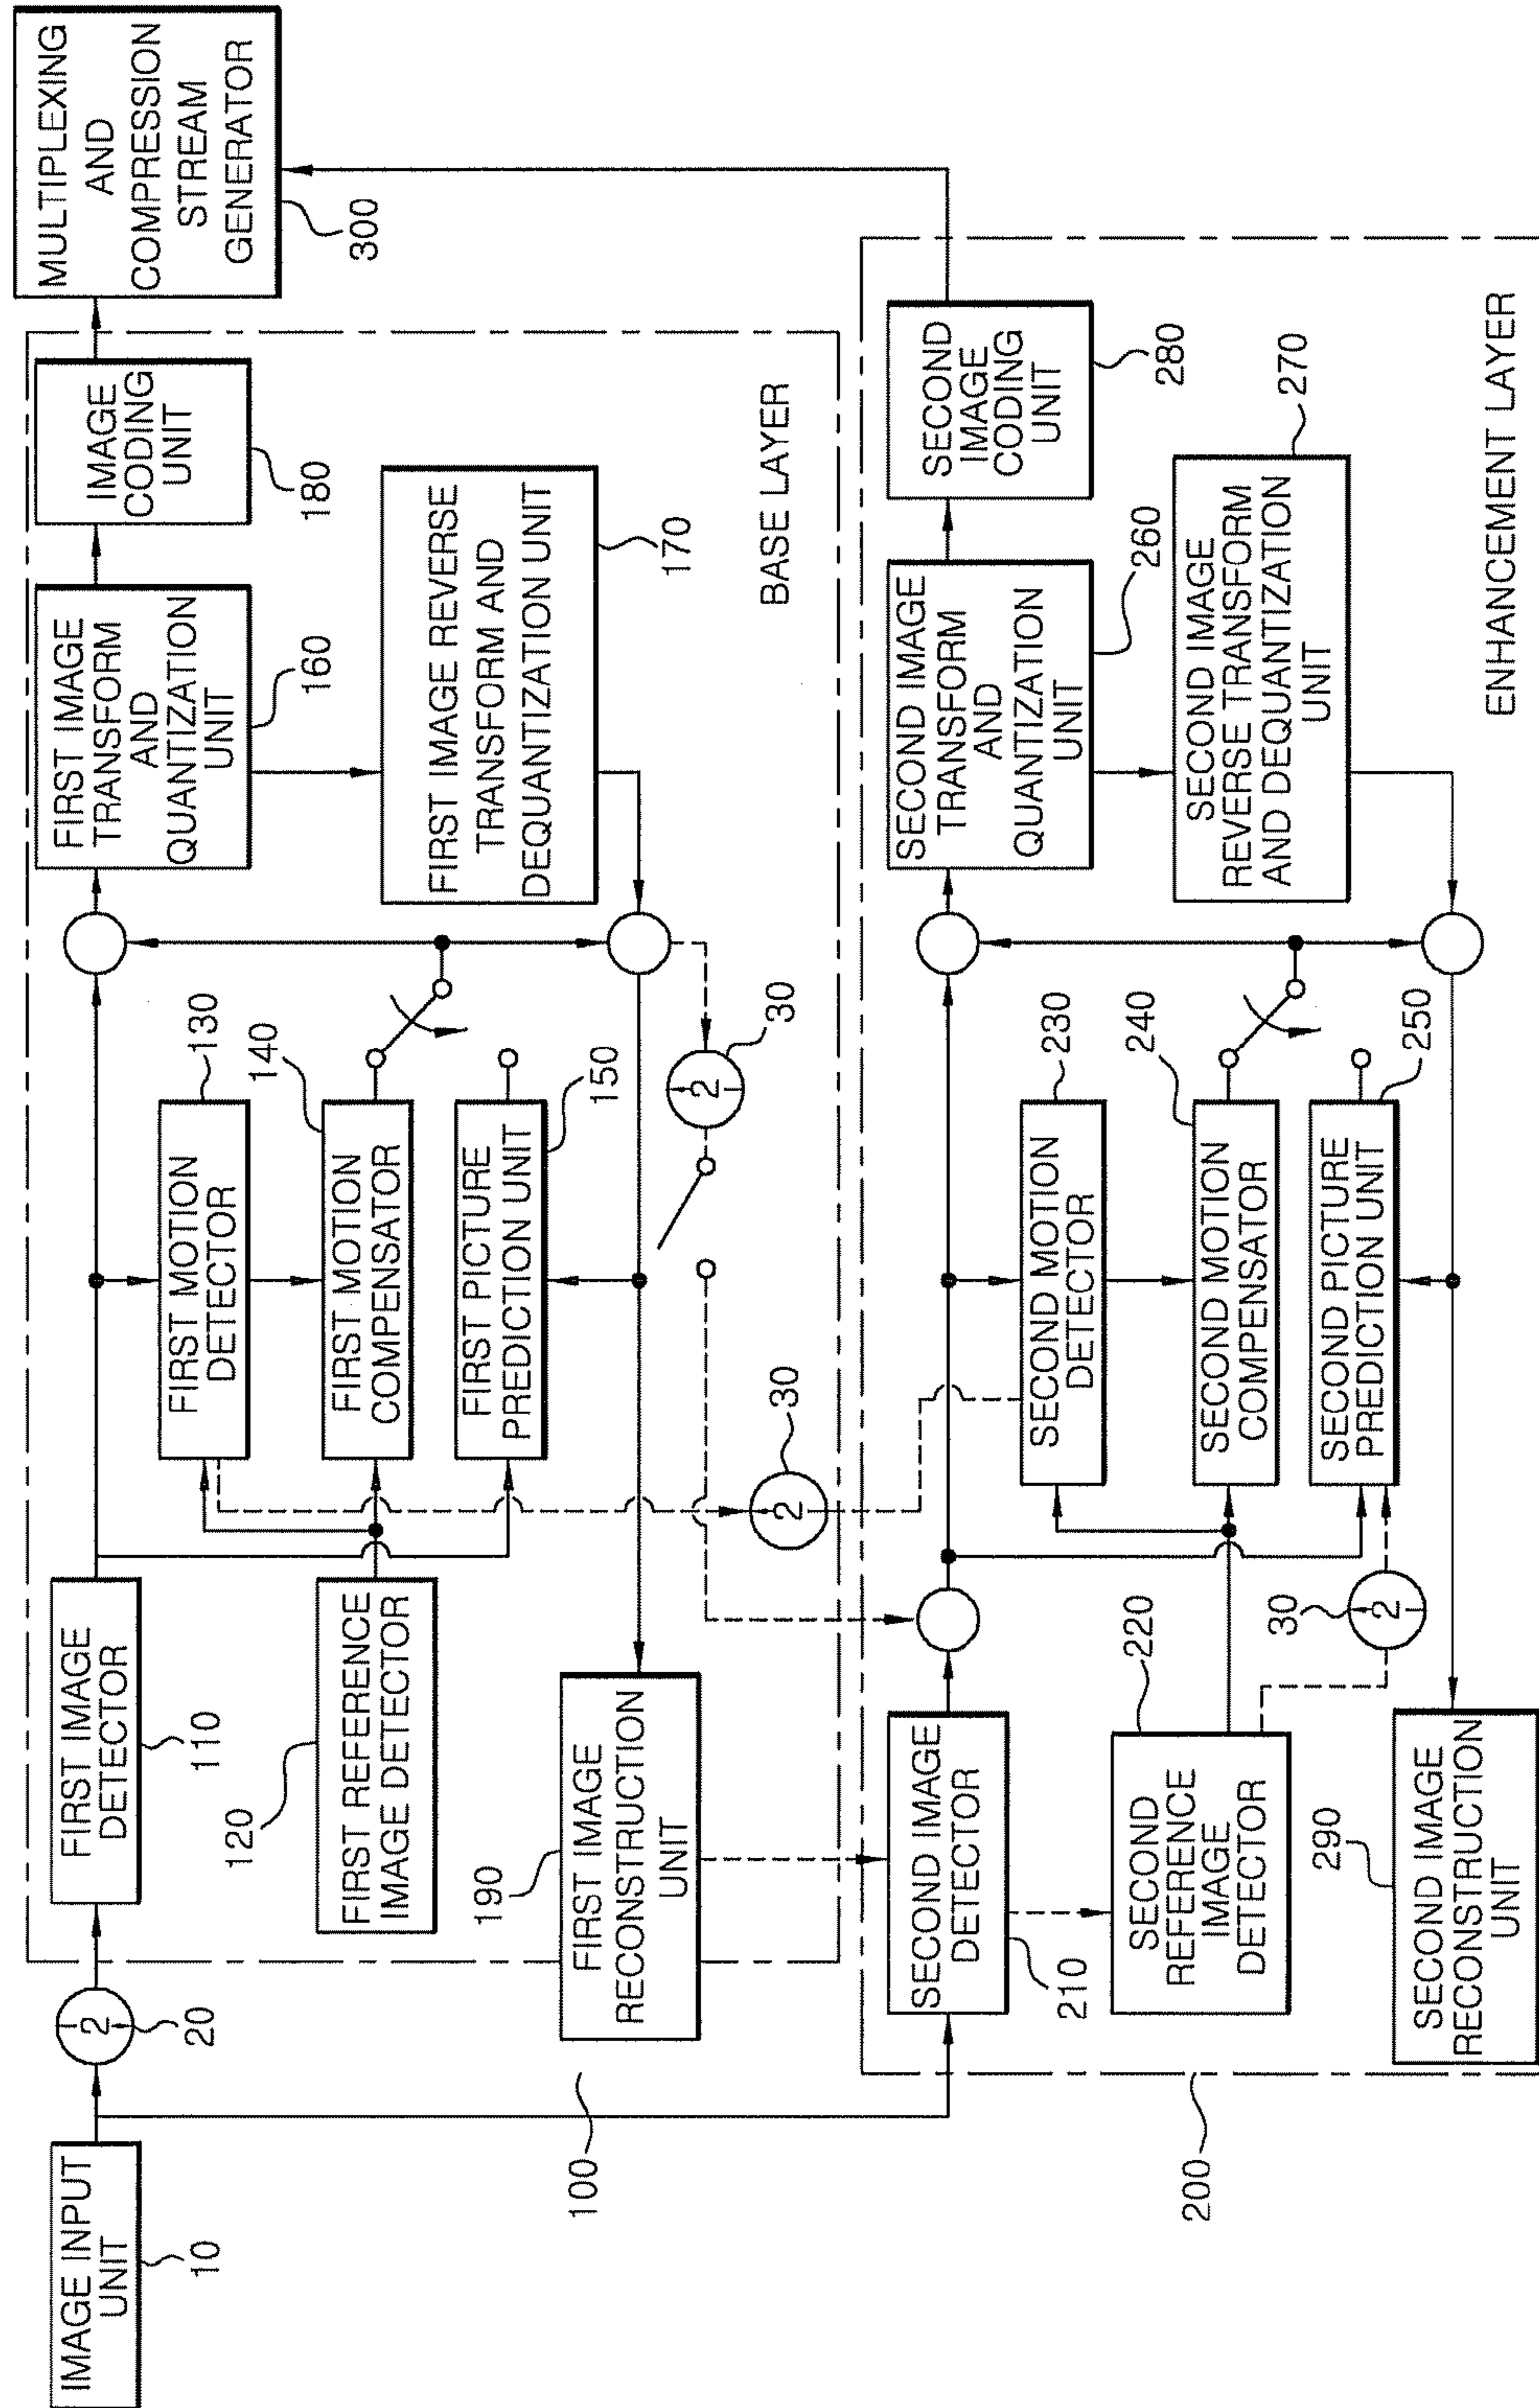 IMAGE INPUT
UNIT
10
2
20
100
FIRST IMAGE
DETECTOR
110
FIRST REFERENCE
IMAGE DETECTOR
120
FIRST IMAGE
RECONSTRUCTION
UNIT
190
FIRST MOTION
DETECTOR
130
FIRST MOTION
COMPENSATOR
140
FIRST PICTURE
PREDICTION UNIT
150
2
30
2
30
FIRST IMAGE
TRANSFORM
AND
QUANTIZATION
UNIT
160
FIRST IMAGE REVERSE
TRANSFORM AND
DEQUANTIZATION UNIT
170
IMAGE
CODING
UNIT
180
BASE LAYER
MULTIPLEXING
AND
COMPRESSION
STREAM
GENERATOR
300
200
SECOND IMAGE
DETECTOR
210
SECOND
REFERENCE
IMAGE
DETECTOR
220
SECOND IMAGE
RECONSTRUCTION
UNIT
290
2
30
SECOND MOTION
DETECTOR
230
SECOND MOTION
COMPENSATOR
240
SECOND PICTURE
PREDICTION UNIT
250
SECOND IMAGE
TRANSFORM
AND
QUANTIZATION
UNIT
260
SECOND IMAGE
REVERSE TRANSFORM
AND DEQUANTIZATION
UNIT
270
SECOND
IMAGE
CODING
UNIT
280
ENHANCEMENT LAYER